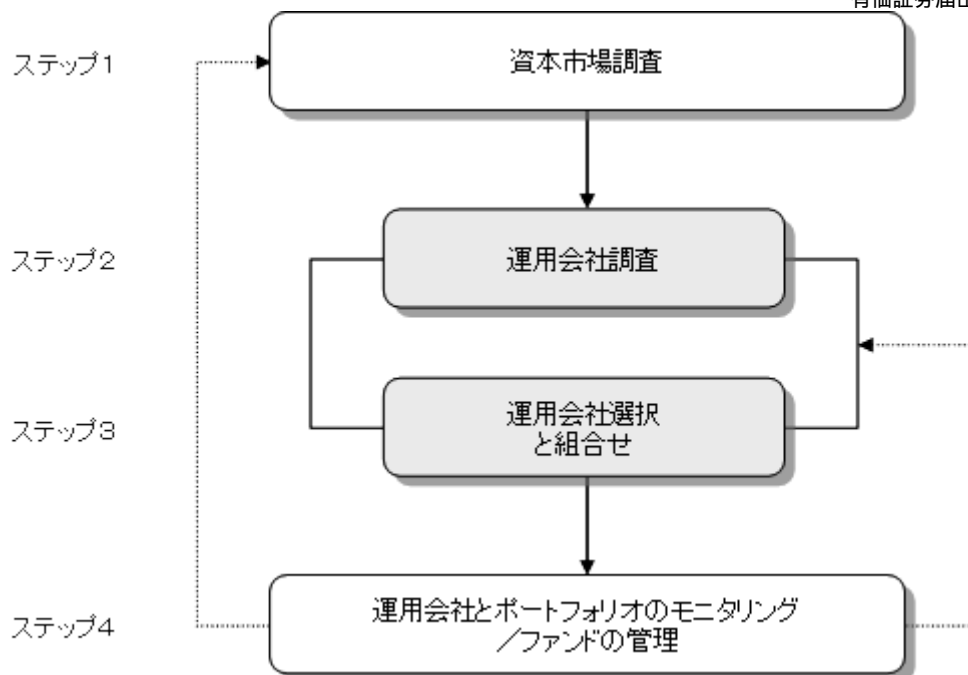 ステップ1
資本市場調査
ステップ2
運用会社調査
ステップ3
運用会社選択
と組合せ
ステップ4
運用会社とポートフォリオのモニタリング
／ファンドの管理